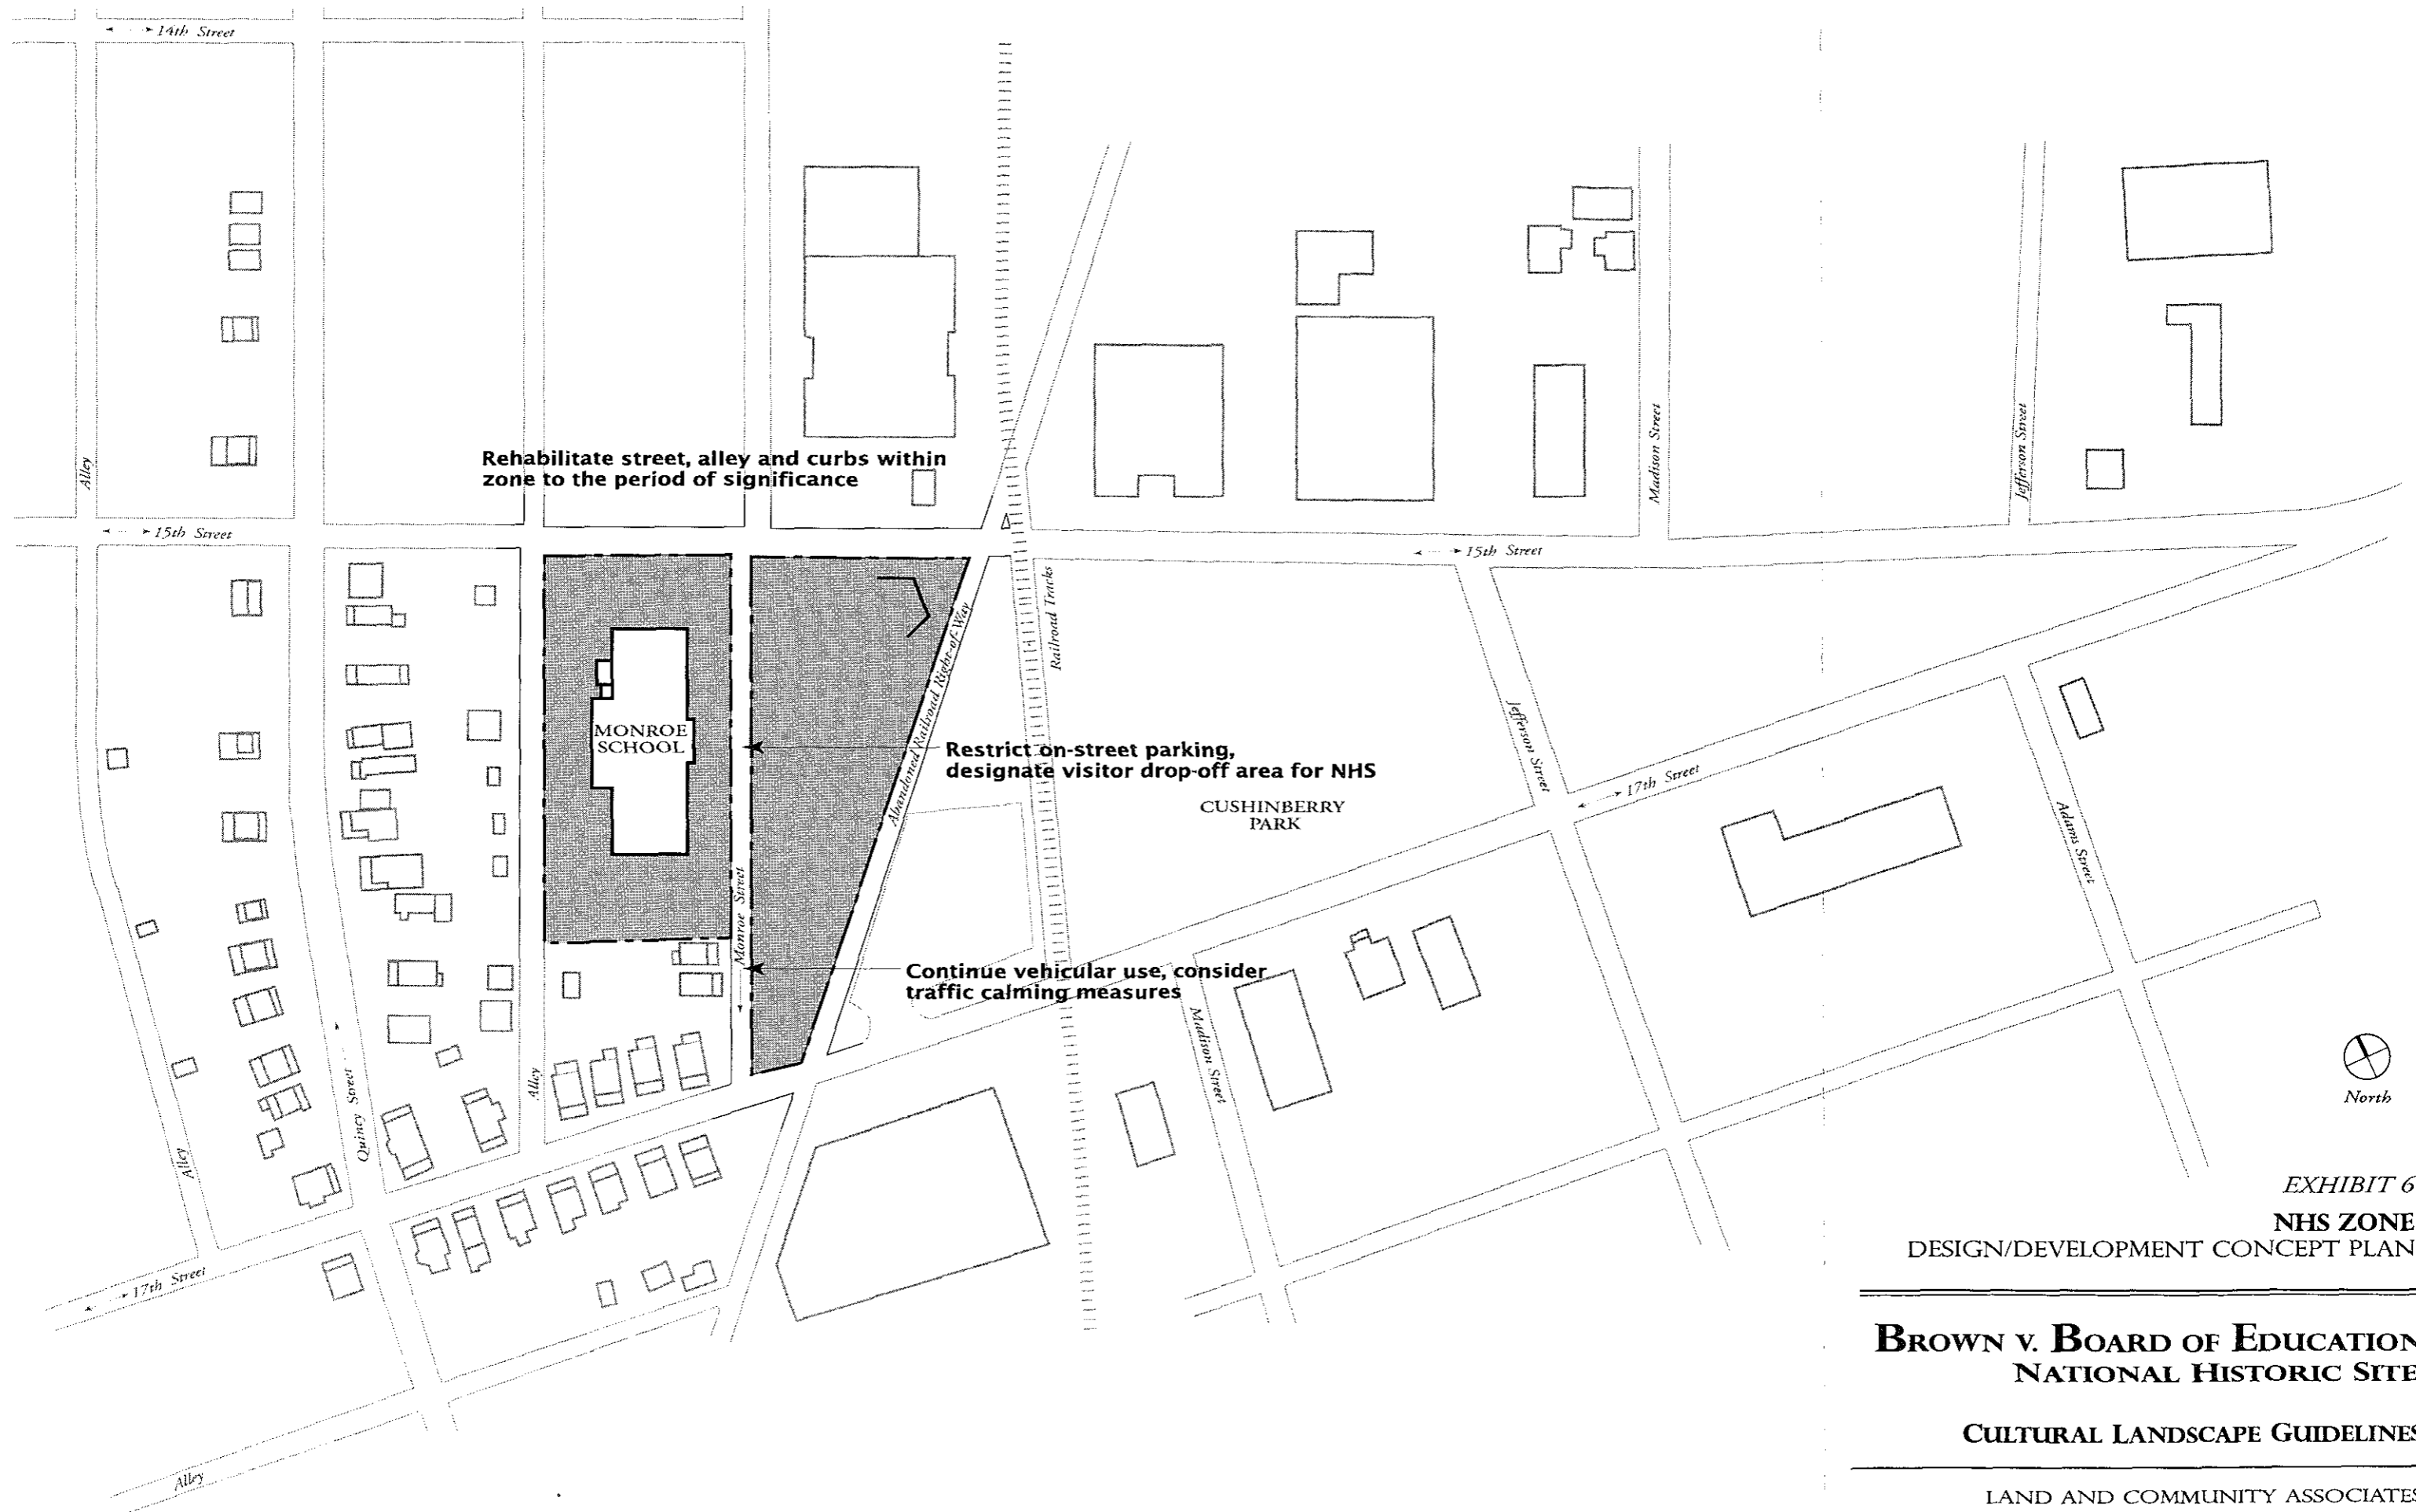 14th Street
Rehabilitate street, alley and curbs within
zone to the period of significance
Alley
Madison Street
Jefferson Street
15th Street
15th Street
Railroad Tracks
Abandoned Railroad Right-of-Way
MONROE
SCHOOL
Restrict on-street parking,
designate visitor drop-off area for NHS
CUSHINBERRY
PARK
Jefferson Street
17th Street
Adams Street
Monroe Street
Continue vehicular use, consider
traffic calming measures
Madison Street
Quincy Street
Alley
Alley
North
17th Street
Alley
EXHIBIT 6
NHS ZONE
DESIGN/DEVELOPMENT CONCEPT PLAN
BROWN V. BOARD OF EDUCATION
NATIONAL HISTORIC SITE
CULTURAL LANDSCAPE GUIDELINES
LAND AND COMMUNITY ASSOCIATES